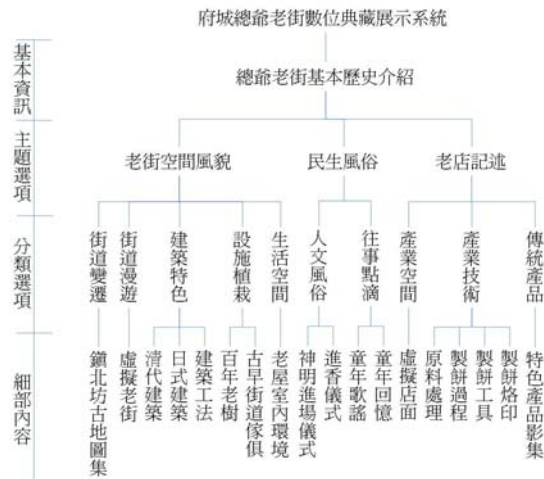 府城總爺老街數位典藏展示系統
基本資訊
總爺老街基本歷史介紹
主題選項
老街空間風貌
民生風俗
老店記述
分類選項
街道變遷
街道漫遊
建築特色
設施植栽
生活空間
人文風俗
往事點滴
產業空間
產業技術
傳統產品
細部內容
鎮北坊古地圖集
虛擬老街
清代建築
日式建築
建築工法
百年老樹
古早街道傢俱
老屋室內環境
神明進場儀式
進香儀式
童年歌謠
童年回憶
虛擬店面
原料處理
製餅過程
製餅工具
製餅烙印
特色產品影集